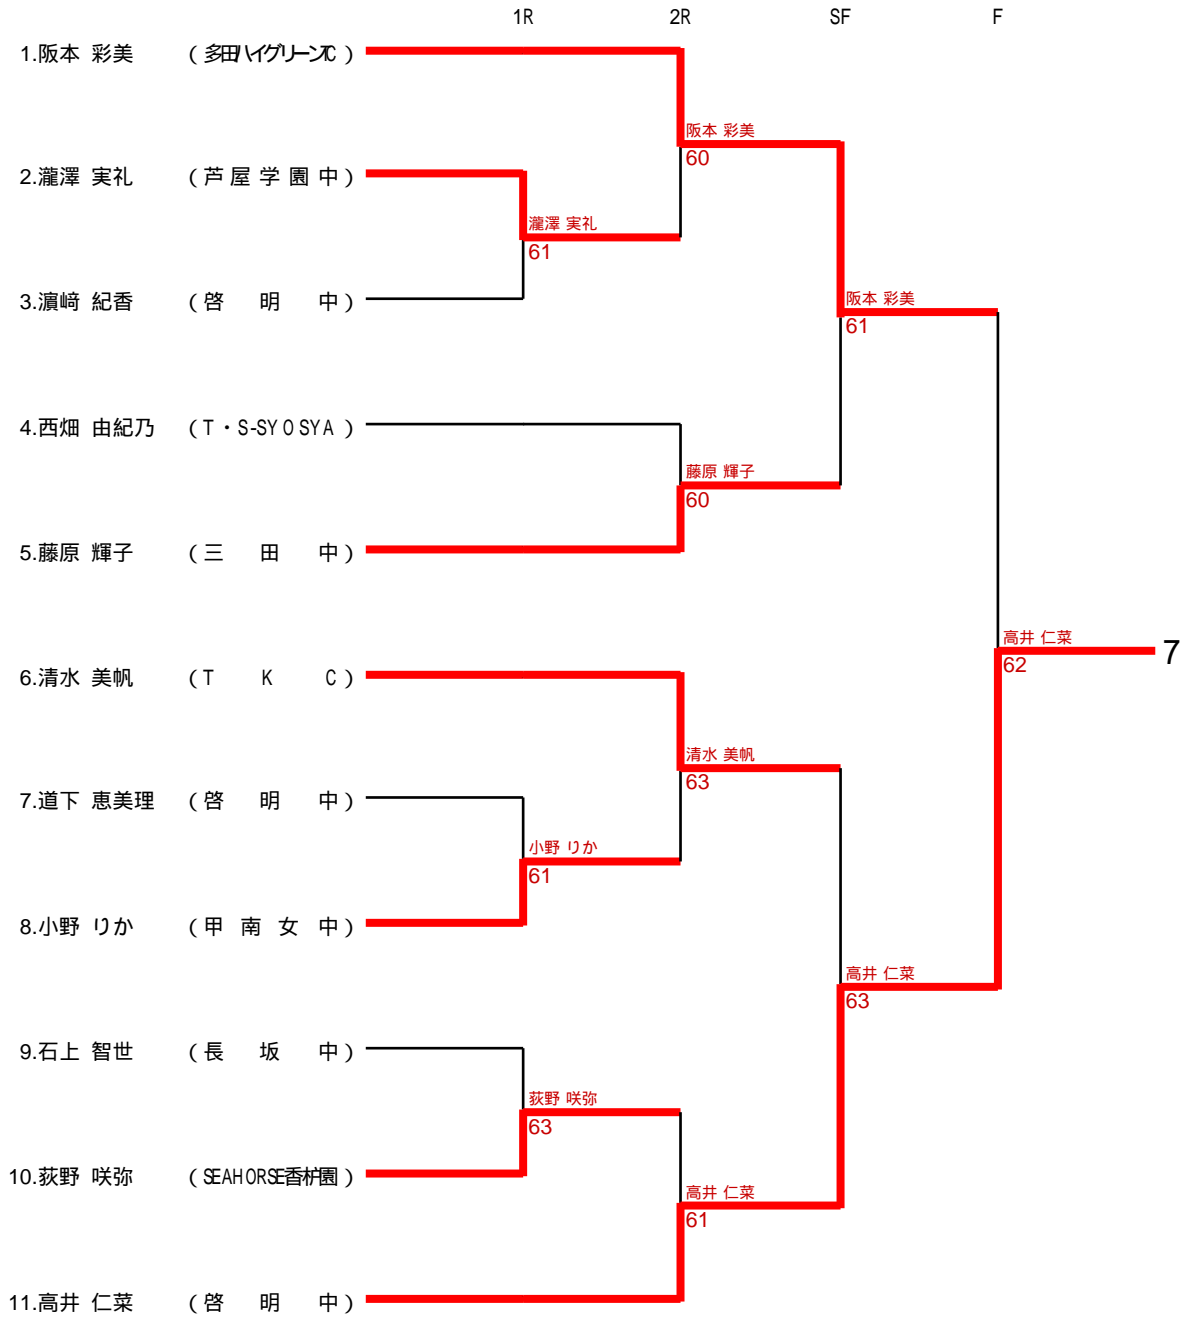 1R 2R SF F
1.阪本 彩美 (多田ハイグリーンTC)
阪本 彩美
60
2.瀧澤 実礼 (芦屋学園中)
瀧澤 実礼
61
3.濵﨑 紀香 (啓明中)
阪本 彩美
61
4.西畑 由紀乃 (T・S-SYOSYA)
藤原 輝子
60
5.藤原 輝子 (三田中)
高井 仁菜
62
7
6.清水 美帆 (TKC)
清水 美帆
63
7.道下 恵美理 (啓明中)
小野 りか
61
8.小野 りか (甲南女中)
高井 仁菜
63
9.石上 智世 (長坂中)
荻野 咲弥
63
10.荻野 咲弥 (SEAHORSE香枦園)
高井 仁菜
61
11.高井 仁菜 (啓明中)